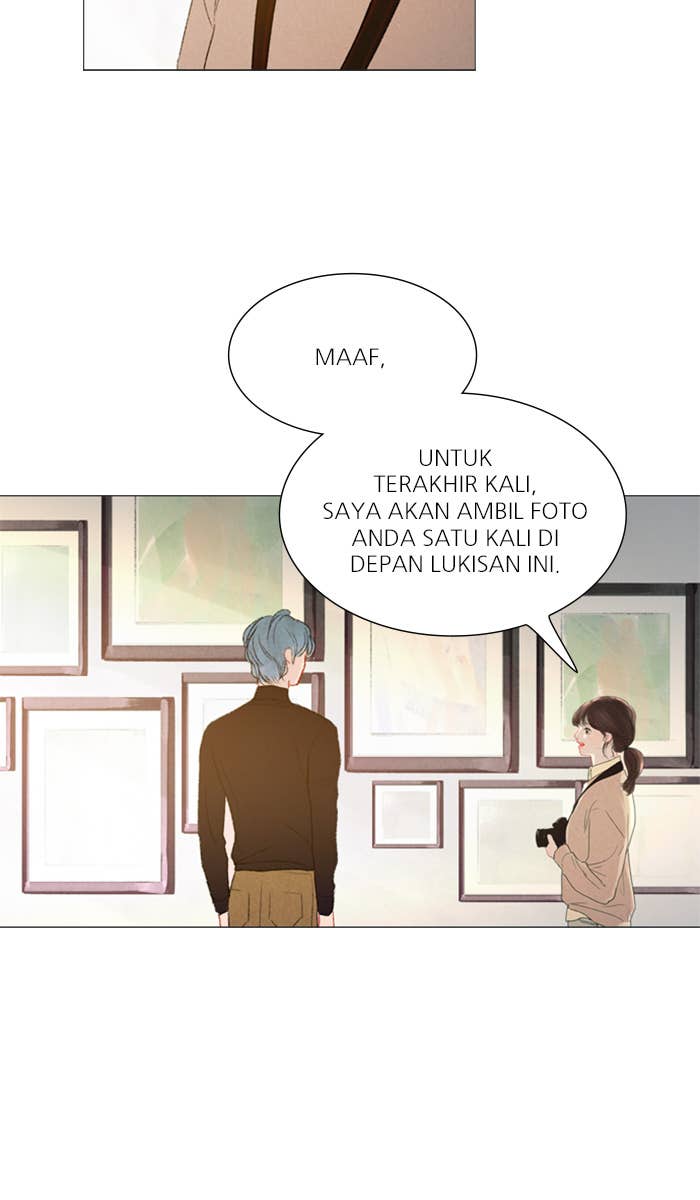 MAAF,
UNTUK
TERAKHIR KALI,
SAYA AKAN AMBIL FOTO
ANDA SATU KALI DI
DEPAN LUKISAN INI.